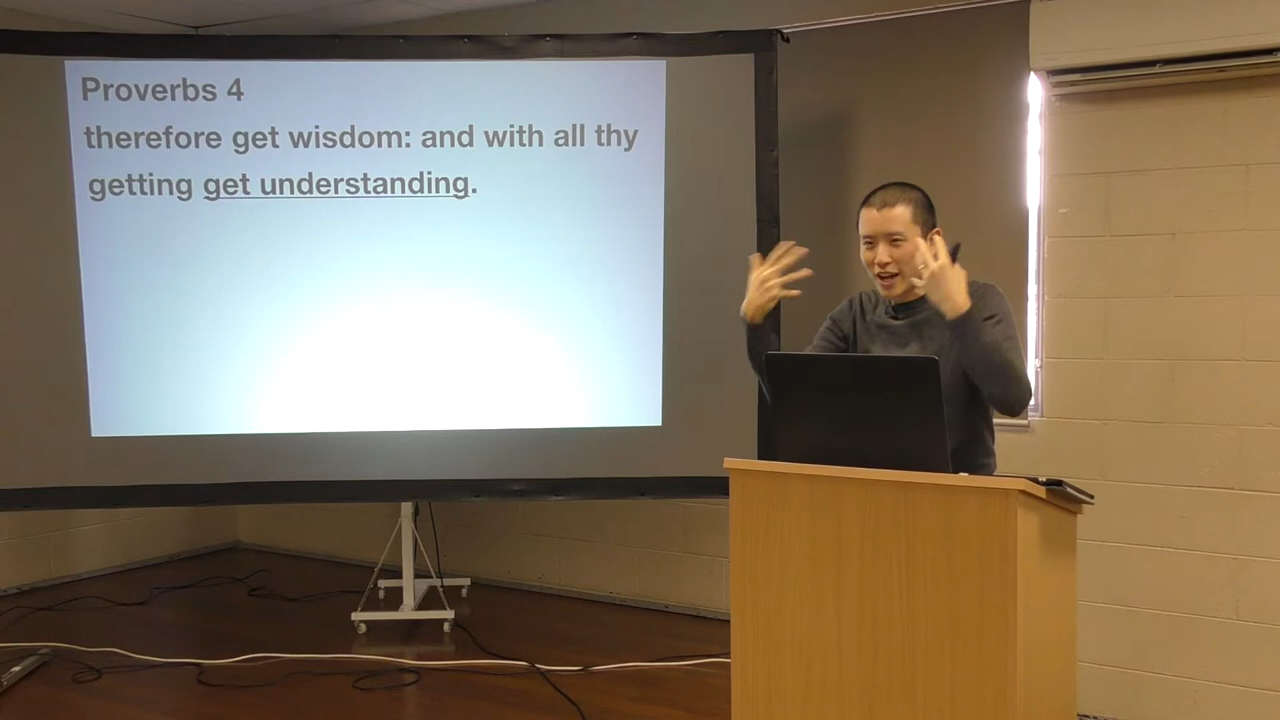 Proverbs 4
therefore get wisdom: and with all thy
getting get understanding.